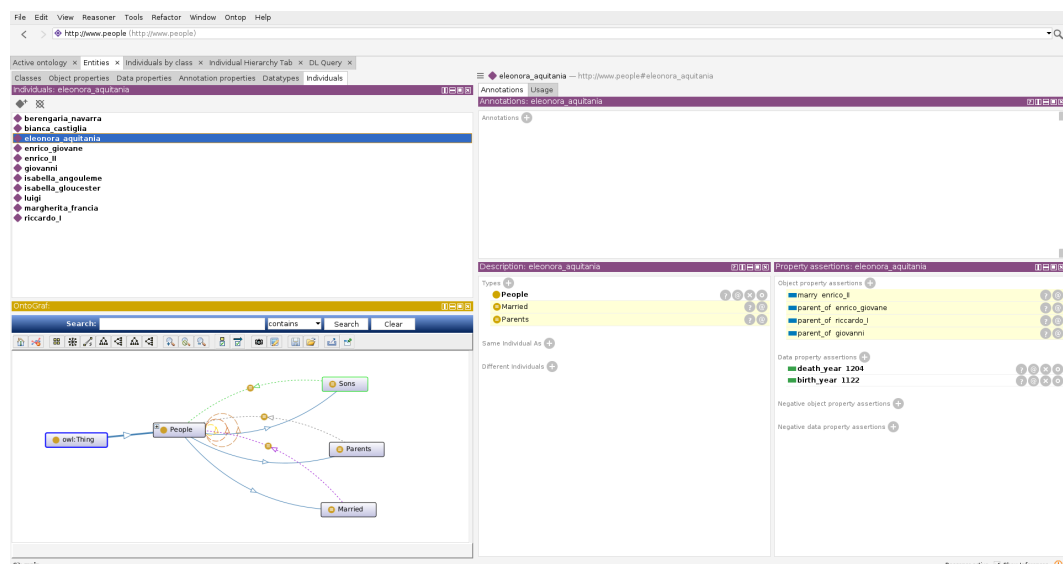 File Edit View Reasoner Tools Refactor Window Ontop Help
http://www.people (http://www.people)
Active ontology × Entities × Individuals by class × Individual Hierarchy Tab × DL Query ×
Classes Object properties Data properties Annotation properties Datatypes Individuals
Individuals: eleonora_aquitania
berengaria_navarra
bianca_castiglia
eleonora_aquitania
enrico_giovane
enrico_II
giovanni
isabella_angouleme
isabella_gloucester
luigi
margherita_francia
riccardo_I
OntoGraf:
Search: contains Search Clear
Sons
People
owl:Thing
Parents
Married
eleonora_aquitania — http://www.people#eleonora_aquitania
Annotations Usage
Annotations: eleonora_aquitania
Annotations
Description: eleonora_aquitania
Types
People
Married
Parents
Same Individual As
Different Individuals
Property assertions: eleonora_aquitania
Object property assertions
marry enrico_II
parent_of enrico_giovane
parent_of riccardo_I
parent_of giovanni
Data property assertions
death_year 1204
birth_year 1122
Negative object property assertions
Negative data property assertions